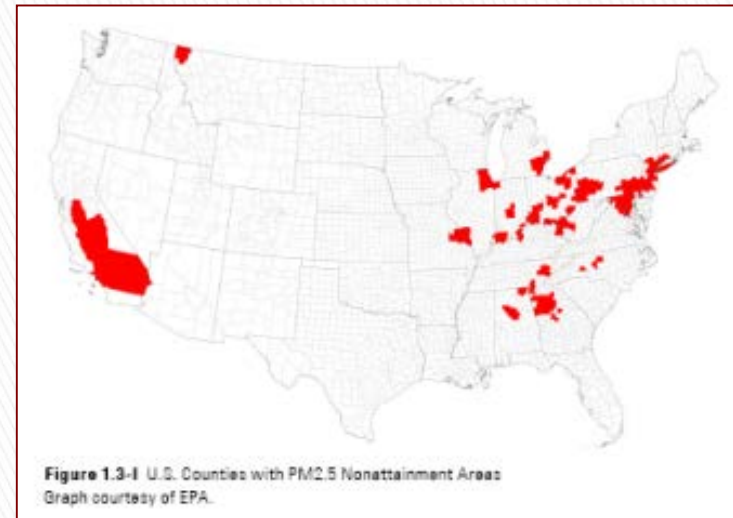 Figure 1.3-I U.S. Counties with PM2.5 Nonattainment Areas
Graph courtesy of EPA.